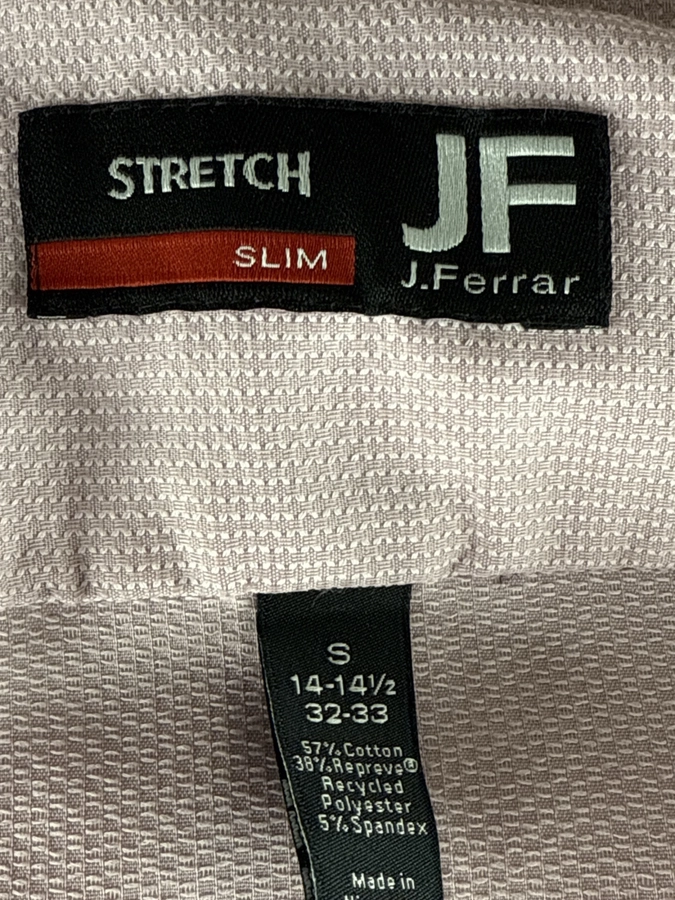 STRETCH
SLIM
JF
J.Ferrar
S
14-14½
32-33
57% Cotton
38% Repreve®
Recycled
Polyester
5% Spandex
Made in